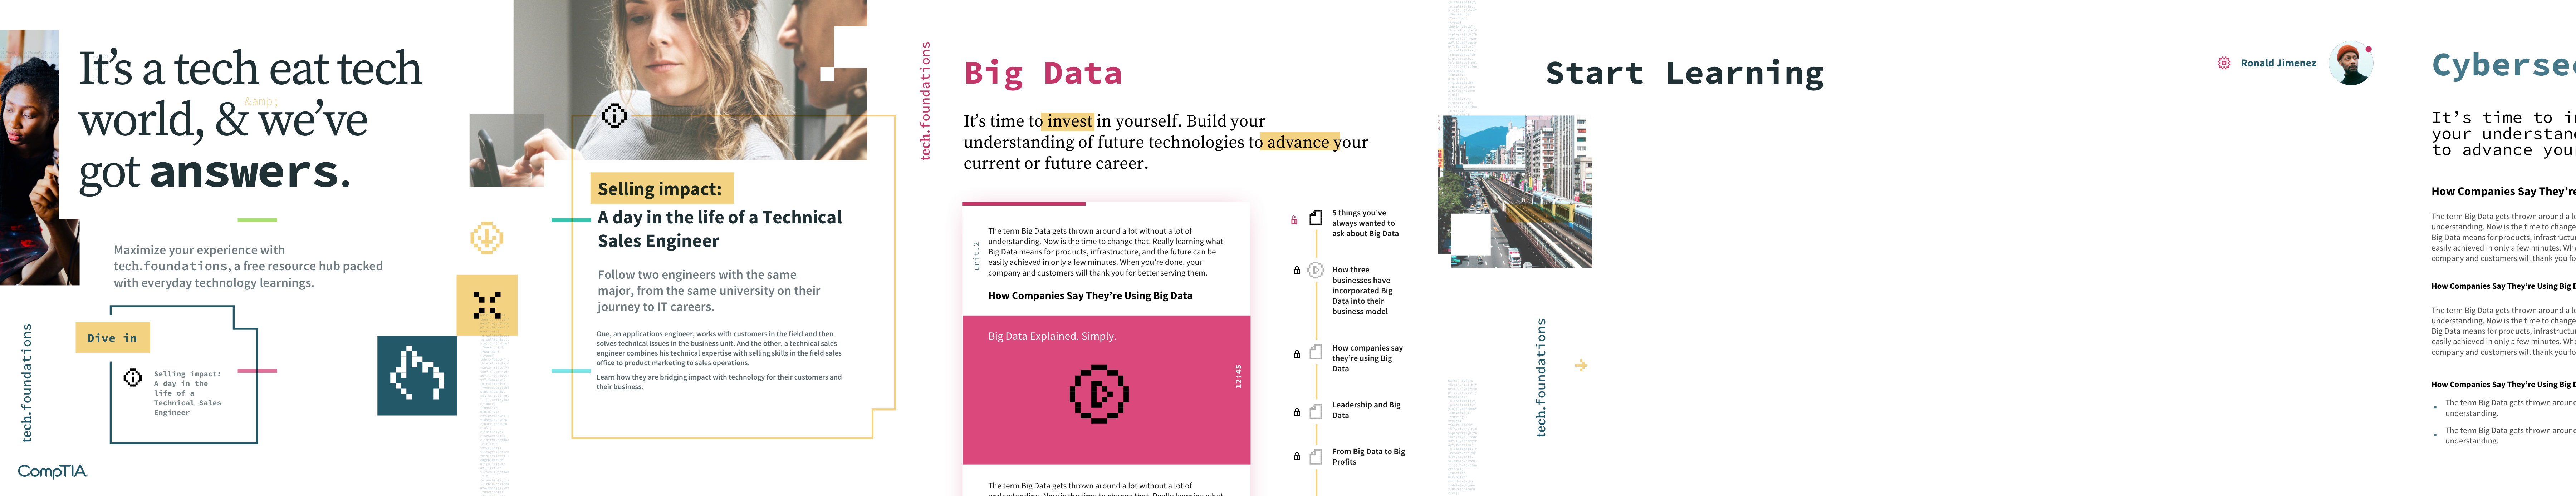 It's a tech eat tech
&amp;
world, & we've
got answers.
Maximize your experience with
tech.foundations, a free resource hub packed
with everyday technology learnings.
Dive in
Selling impact:
A day in the
life of a
Technical Sales
Engineer
tech.foundations
CompTIA
Selling impact:
A day in the life of a Technical
Sales Engineer
Follow two engineers with the same
major, from the same university on their
journey to IT careers.
One, an applications engineer, works with customers in the field and then
solves technical issues in the business unit. And the other, a technical sales
engineer combines his technical expertise with selling skills in the field sales
office to product marketing to sales operations.
Learn how they are bridging impact with technology for their customers and
their business.
tech.foundations
Big Data
It's time to invest in yourself. Build your
understanding of future technologies to advance your
current or future career.
unit.2
The term Big Data gets thrown around a lot without a lot of
understanding. Now is the time to change that. Really learning what
Big Data means for products, infrastructure, and the future can be
easily achieved in only a few minutes. When you're done, your
company and customers will thank you for better serving them.
How Companies Say They're Using Big Data
Big Data Explained. Simply.
12:45
The term Big Data gets thrown around a lot without a lot of
understanding. Now is the time to change that. Really learning what
5 things you've
always wanted to
ask about Big Data
How three
businesses have
incorporated Big
Data into their
business model
How companies say
they're using Big
Data
Leadership and Big
Data
From Big Data to Big
Profits
Start Learning
tech.foundations
Ronald Jimenez
Cyberse
It's time to i
your understan
to advance you
How Companies Say They're
The term Big Data gets thrown around a l
understanding. Now is the time to change
Big Data means for products, infrastructu
easily achieved in only a few minutes. Whe
company and customers will thank you fo
How Companies Say They're Using Big D
The term Big Data gets thrown around a l
understanding. Now is the time to change
Big Data means for products, infrastructu
easily achieved in only a few minutes. Whe
company and customers will thank you fo
How Companies Say They're Using Big D
The term Big Data gets thrown aroun
understanding.
The term Big Data gets thrown aroun
understanding.